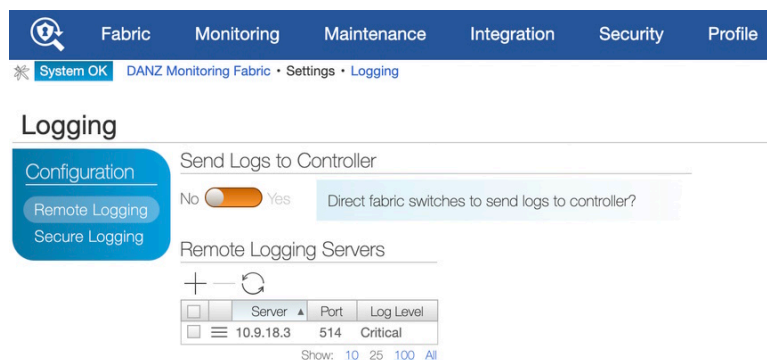 Fabric Monitoring Maintenance Integration Security Profile
System OK DANZ Monitoring Fabric • Settings • Logging
Logging
Configuration
Remote Logging
Secure Logging
Send Logs to Controller
No Yes Direct fabric switches to send logs to controller?
Remote Logging Servers
Server ▲ Port Log Level
10.9.18.3 514 Critical
Show: 10 25 100 All